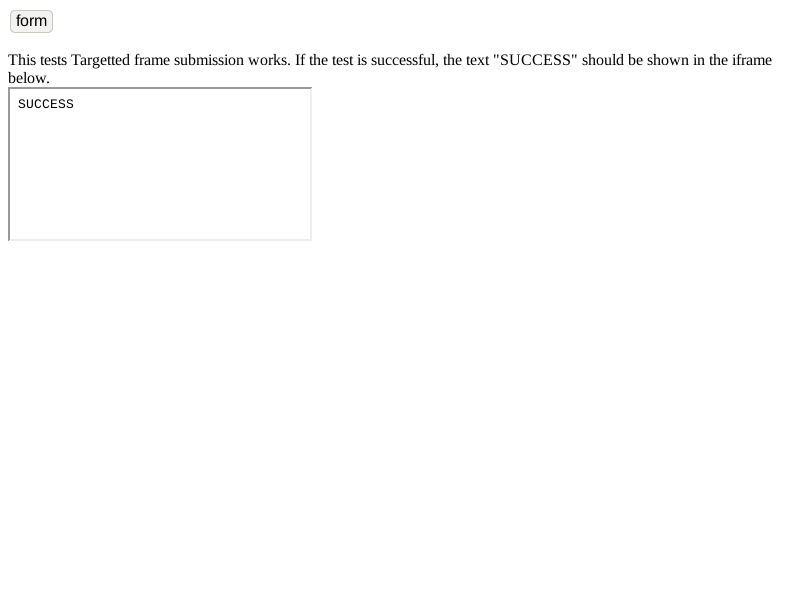 form
This tests Targetted frame submission works. If the test is successful, the text "SUCCESS" should be shown in the iframe
below.
SUCCESS